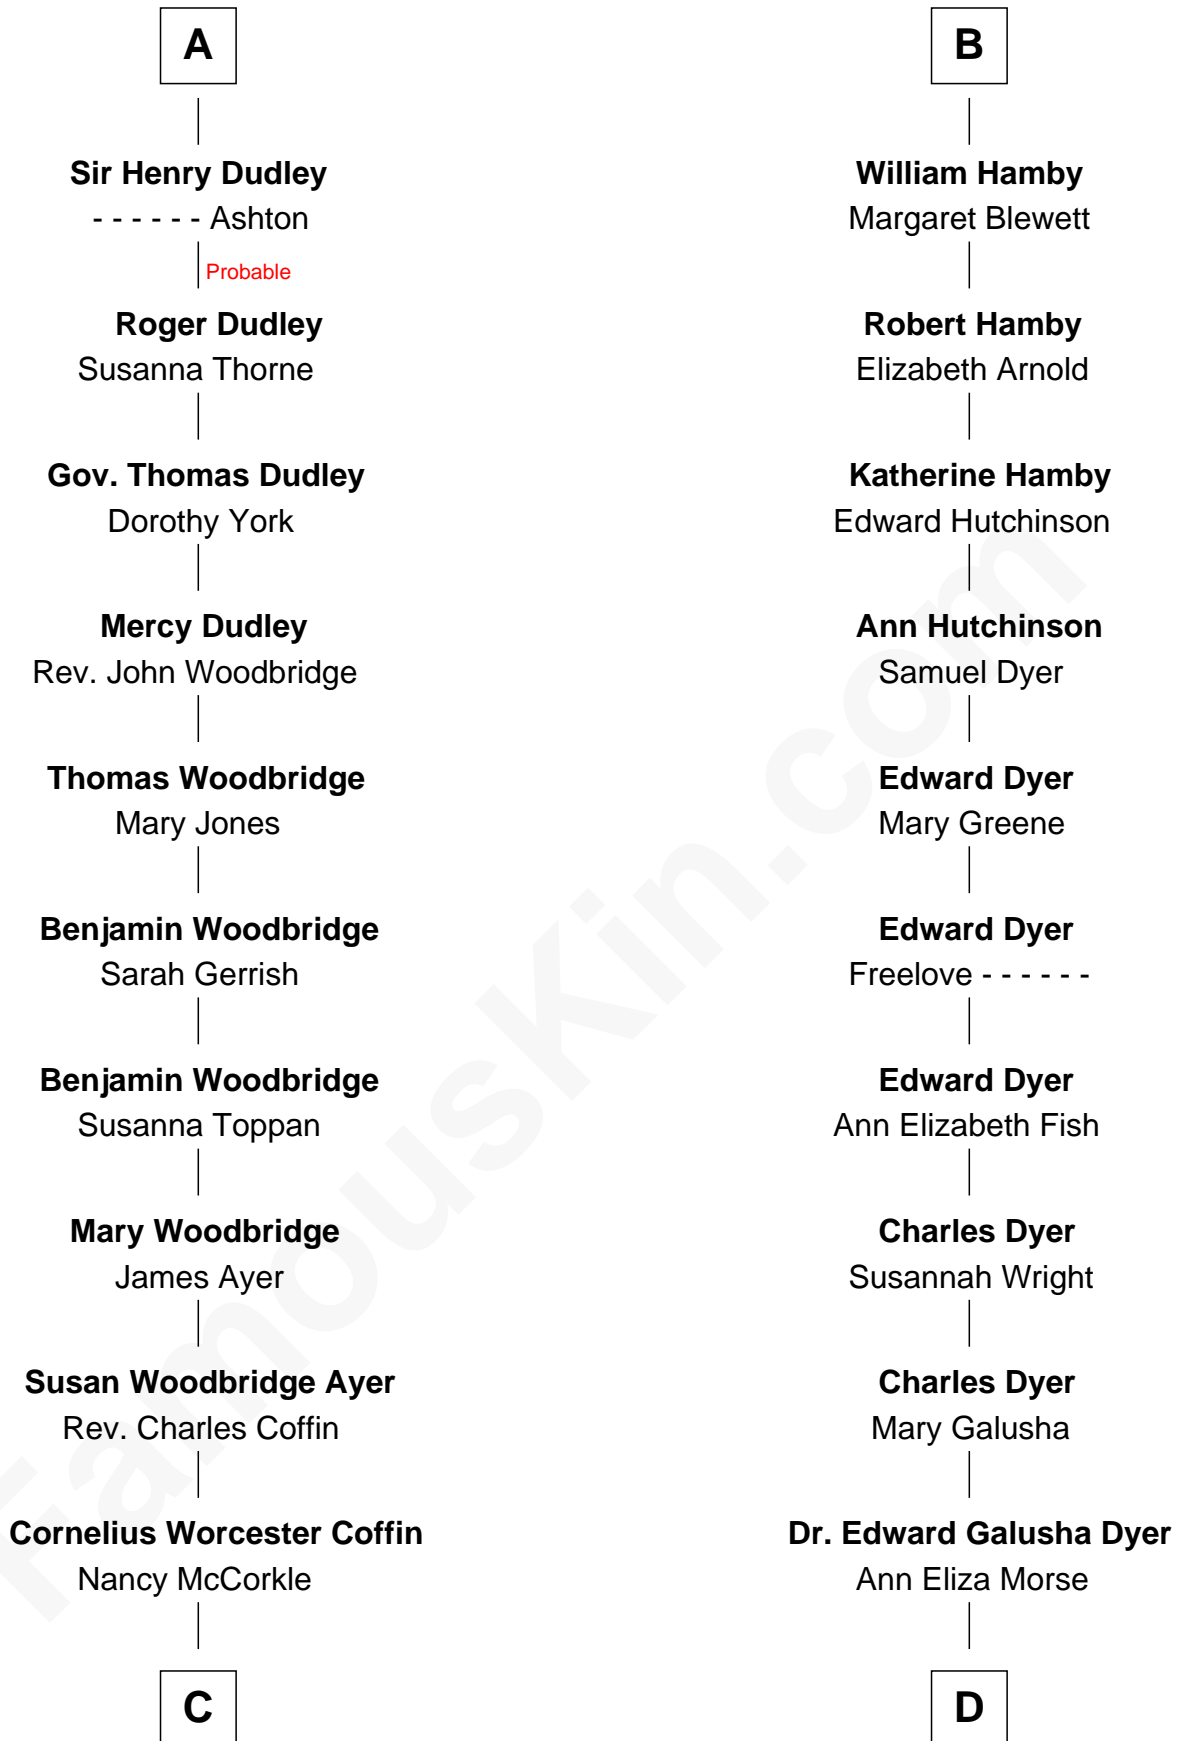 A
Sir Henry Dudley
- - - - - - Ashton
Probable
Roger Dudley
Susanna Thorne
Gov. Thomas Dudley
Dorothy York
Mercy Dudley
Rev. John Woodbridge
Thomas Woodbridge
Mary Jones
Benjamin Woodbridge
Sarah Gerrish
Benjamin Woodbridge
Susanna Toppan
Mary Woodbridge
James Ayer
Susan Woodbridge Ayer
Rev. Charles Coffin
Cornelius Worcester Coffin
Nancy McCorkle
C
B
William Hamby
Margaret Blewett
Robert Hamby
Elizabeth Arnold
Katherine Hamby
Edward Hutchinson
Ann Hutchinson
Samuel Dyer
Edward Dyer
Mary Greene
Edward Dyer
Freelove - - - - - -
Edward Dyer
Ann Elizabeth Fish
Charles Dyer
Susannah Wright
Charles Dyer
Mary Galusha
Dr. Edward Galusha Dyer
Ann Eliza Morse
D
FamousKin.com